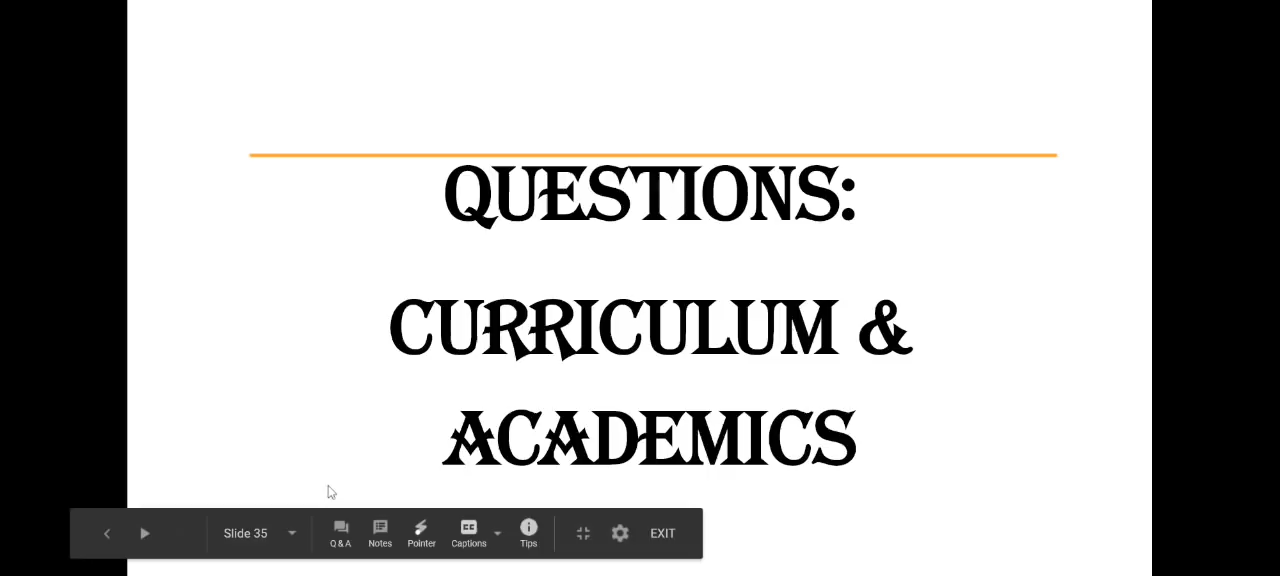 QUESTIONS:
CURRICULUM &
ACADEMICS
Slide 35 Q & A Notes Pointer Captions Tips EXIT